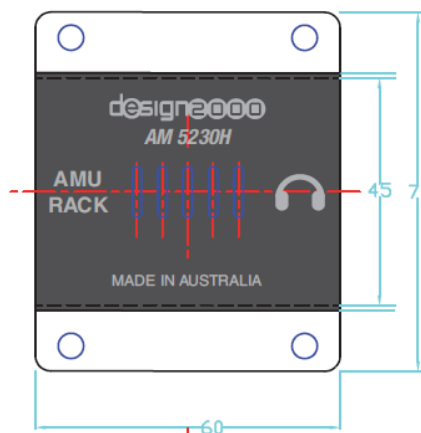 design2000
AM 5230H
AMU
RACK
MADE IN AUSTRALIA
45
7
60